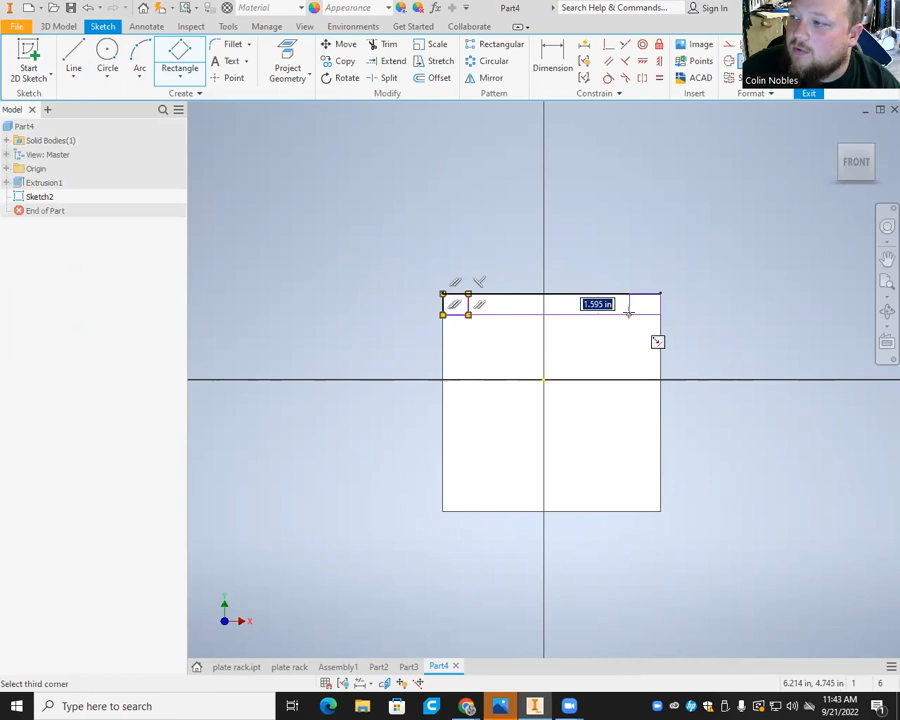 Material
Appearance
Part4
Search Help & Commands...
Sign In
File
3D Model
Sketch
Annotate
Inspect
Tools
Manage
View
Environments
Get Started
Collaborate
Start
2D Sketch
Line
Circle
Arc
Rectangle
Fillet
Text
Point
Project
Geometry
Move
Copy
Rotate
Trim
Extend
Split
Scale
Stretch
Offset
Rectangular
Circular
Mirror
Dimension
Image
Points
ACAD
Sketch
Create
Modify
Pattern
Constrain
Insert
Format
Exit
Colin Nobles
Model
Part4
Solid Bodies(1)
View: Master
Origin
Extrusion1
Sketch2
End of Part
FRONT
1.595 in
Y
X
plate rack.ipt
plate rack
Assembly1
Part2
Part3
Part4
Select third corner
6.214 in, 4.745 in
1
6
Type here to search
11:43 AM
9/21/2022